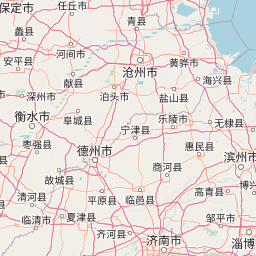 保定市
任丘市
青县
蠡县
河间市
黄骅市
安平县
沧州市
献县
海兴县
深州市
泊头市
盐山县
衡水市
阜城县
乐陵市
无棣县
宁津县
枣强县
德州市
惠民县
滨州市
故城县
商河县
清河县
平原县
临邑县
高青县
临清市
夏津县
邹平市
齐河县
济南市
淄博